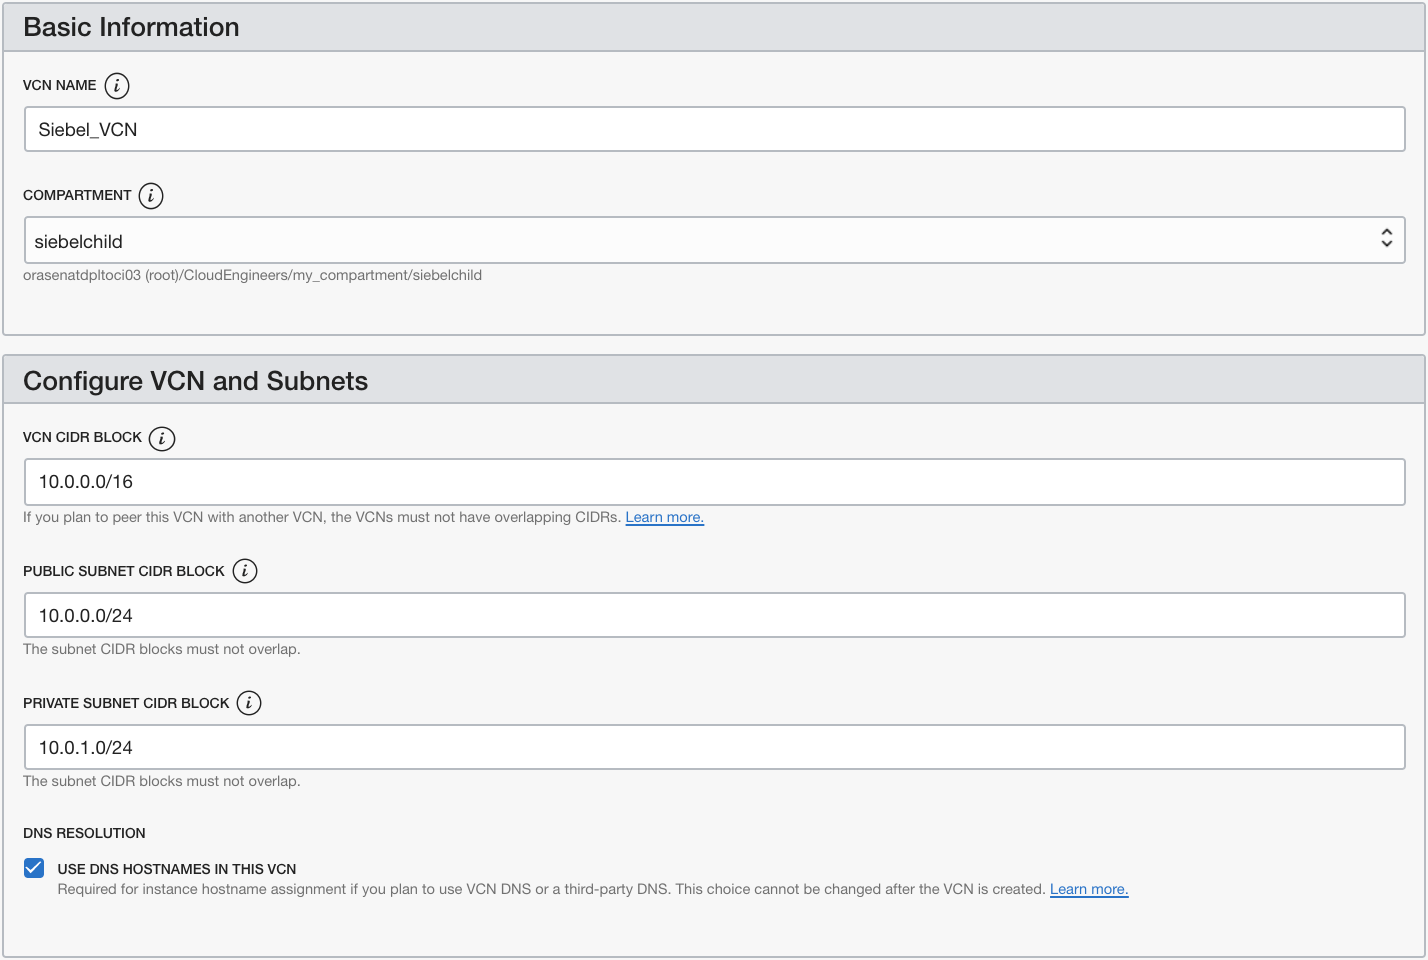 Basic Information
VCN NAME i
Siebel_VCN
COMPARTMENT i
siebelchild
orasenatdpltoci03 (root)/CloudEngineers/my_compartment/siebelchild
Configure VCN and Subnets
VCN CIDR BLOCK i
10.0.0.0/16
If you plan to peer this VCN with another VCN, the VCNs must not have overlapping CIDRs. Learn more.
PUBLIC SUBNET CIDR BLOCK i
10.0.0.0/24
The subnet CIDR blocks must not overlap.
PRIVATE SUBNET CIDR BLOCK i
10.0.1.0/24
The subnet CIDR blocks must not overlap.
DNS RESOLUTION
USE DNS HOSTNAMES IN THIS VCN
Required for instance hostname assignment if you plan to use VCN DNS or a third-party DNS. This choice cannot be changed after the VCN is created. Learn more.